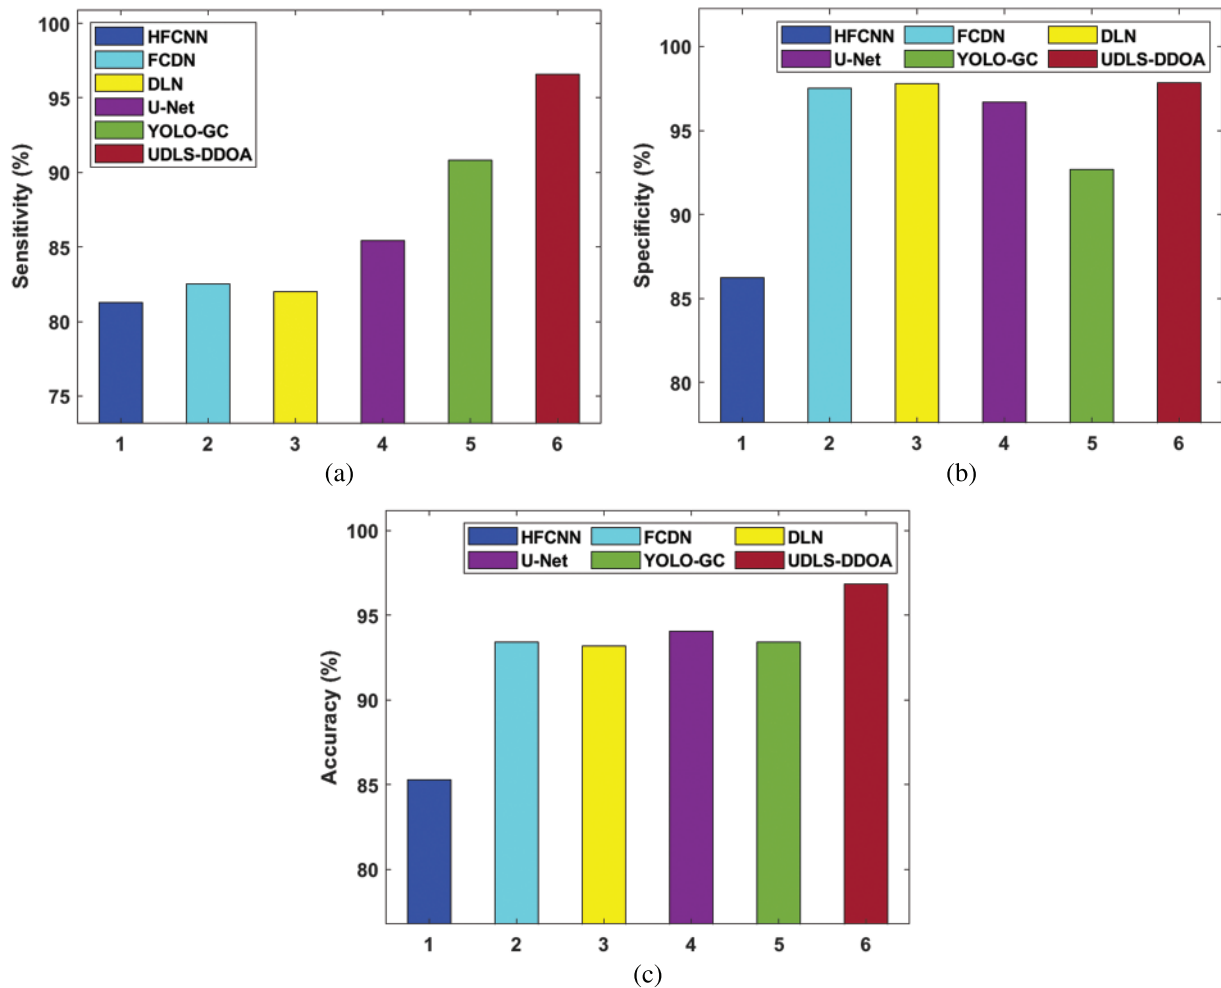 100
95
90
85
80
75
Sensitivity (%)
HFCNN
FCDN
DLN
U-Net
YOLO-GC
UDLS-DDOA
1 2 3 4 5 6
(a)
100
95
90
85
80
Specificity (%)
HFCNN FCDN DLN
U-Net YOLO-GC UDLS-DDOA
1 2 3 4 5 6
(b)
100
95
90
85
80
Accuracy (%)
HFCNN FCDN DLN
U-Net YOLO-GC UDLS-DDOA
1 2 3 4 5 6
(c)